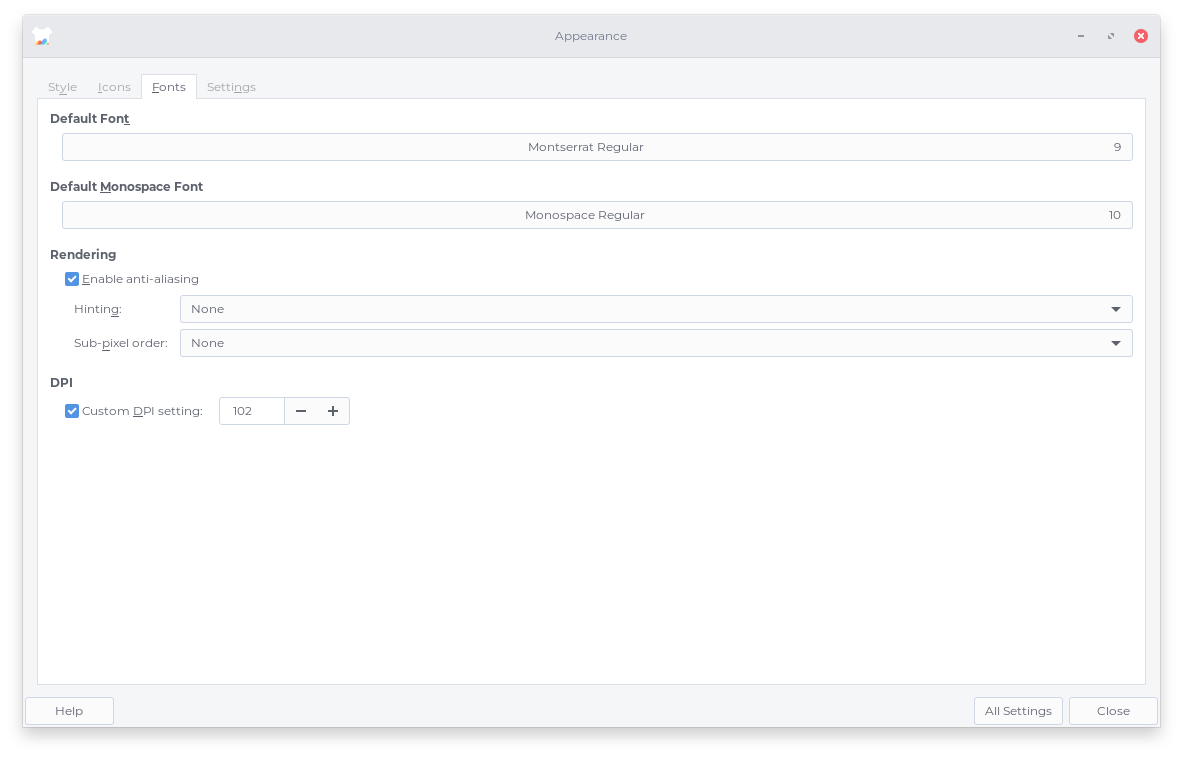 Appearance
Style Icons Fonts Settings
Default Font
Montserrat Regular 9
Default Monospace Font
Monospace Regular 10
Rendering
Enable anti-aliasing
Hinting: None
Sub-pixel order: None
DPI
Custom DPI setting: 102
Help All Settings Close